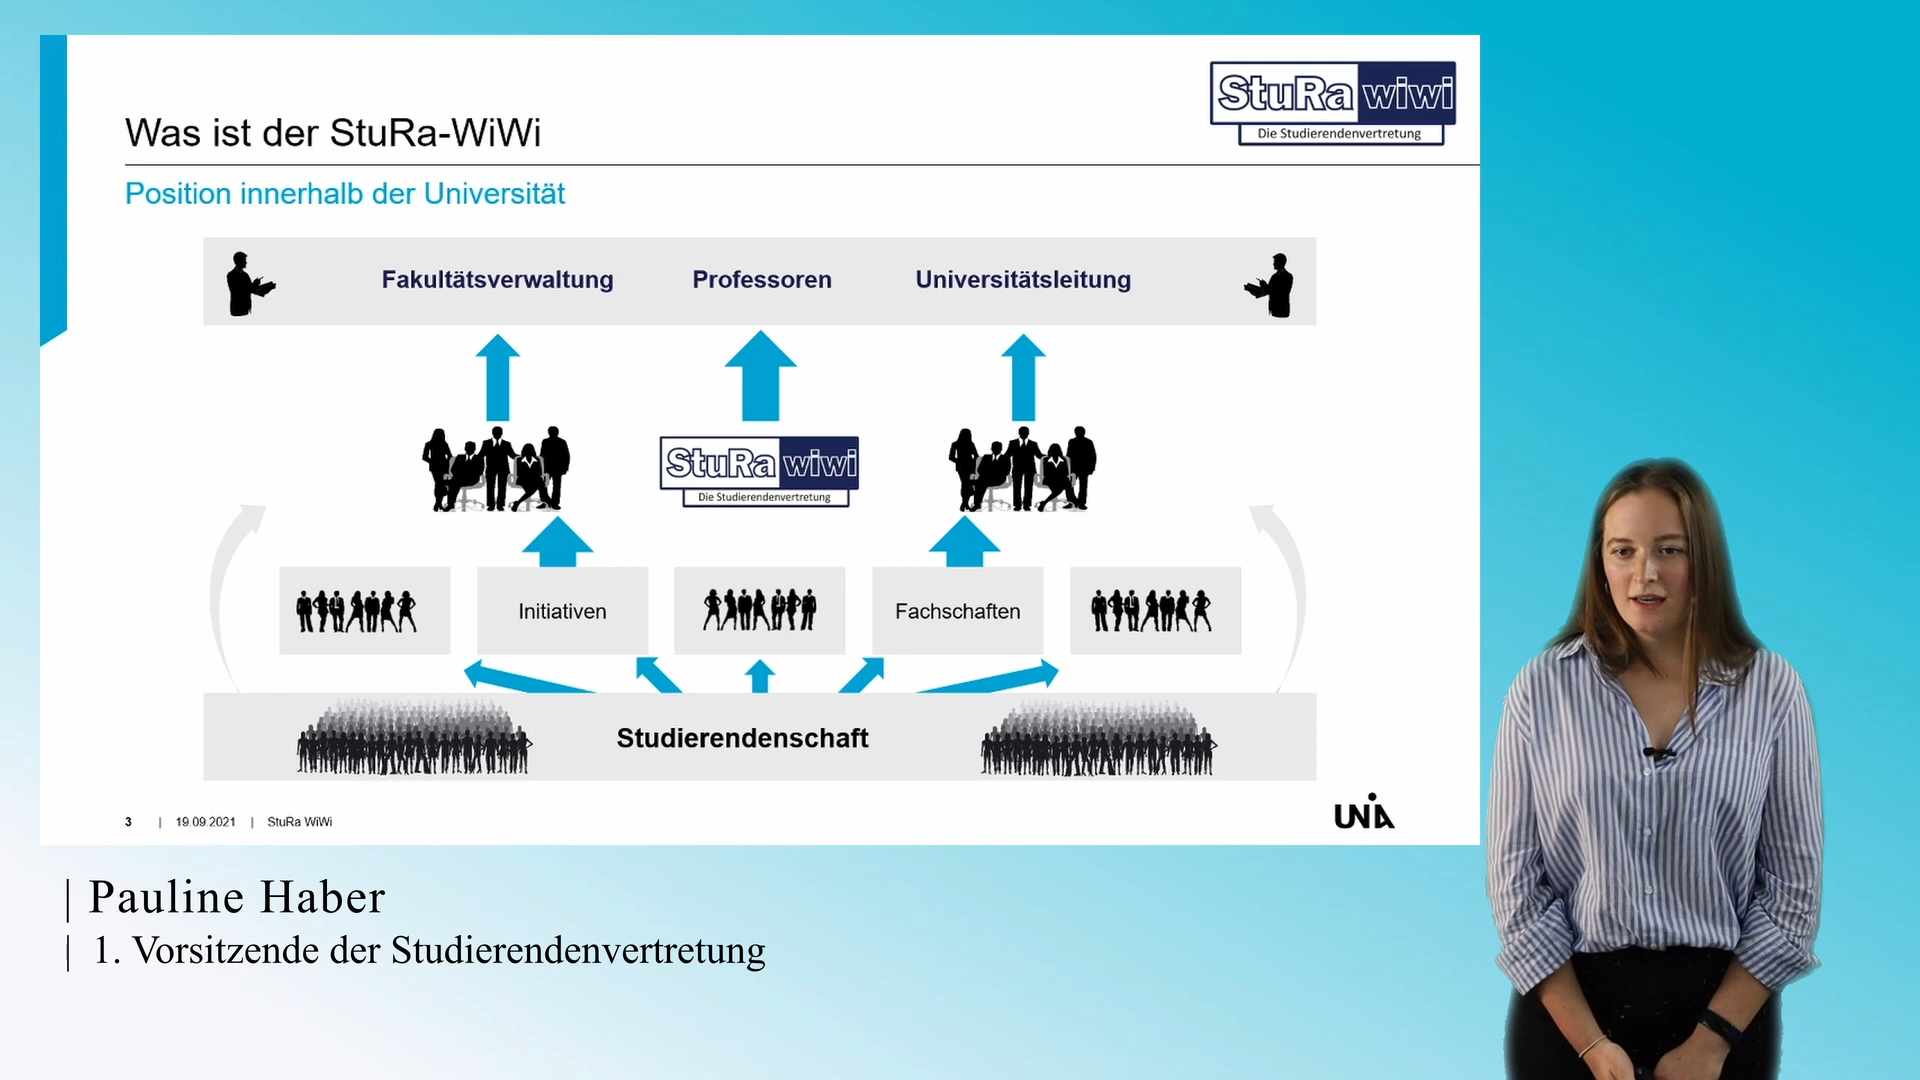 StuRa wiwi
Die Studierendenvertretung
Was ist der StuRa-WiWi
Position innerhalb der Universität
Fakultätsverwaltung Professoren Universitätsleitung
StuRa wiwi
Die Studierendenvertretung
Initiativen Fachschaften
Studierendenschaft
3 | 19.09.2021 | StuRa WiWi
UNIA
| Pauline Haber
| 1. Vorsitzende der Studierendenvertretung